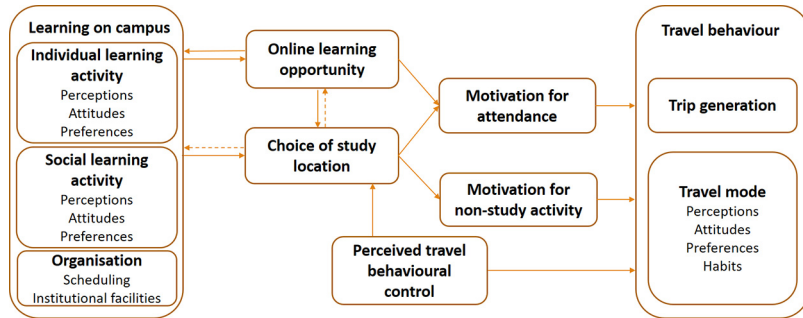 Learning on campus
Individual learning
activity
Perceptions
Attitudes
Preferences
Social learning
activity
Perceptions
Attitudes
Preferences
Organisation
Scheduling
Institutional facilities
Online learning
opportunity
Choice of study
location
Motivation for
attendance
Motivation for
non-study activity
Perceived travel
behavioural
control
Travel behaviour
Trip generation
Travel mode
Perceptions
Attitudes
Preferences
Habits